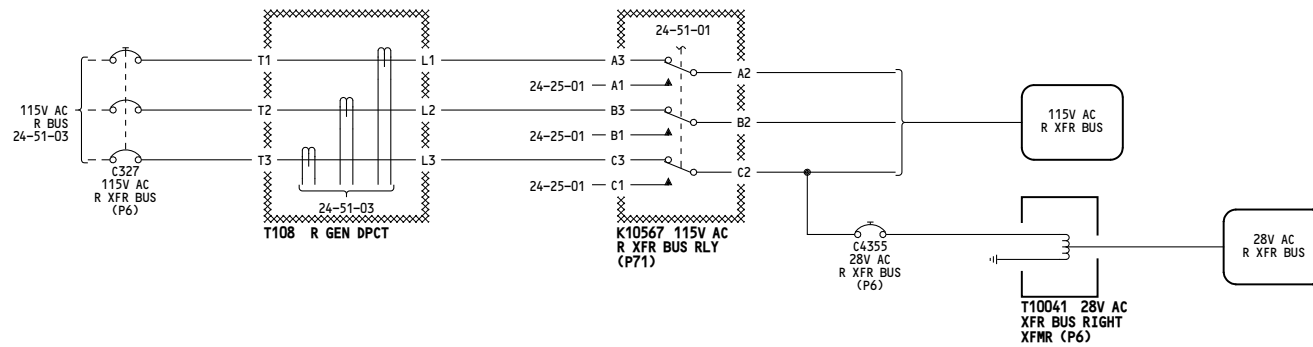 115V AC
R BUS
24-51-03
C327
115V AC
R XFR BUS
(P6)
T1
T2
T3
24-51-03
L1
L2
L3
T108 R GEN DPCT
24-51-01
A3
24-25-01 A1
B3
24-25-01 B1
C3
24-25-01 C1
A2
B2
C2
K10567 115V AC
R XFR BUS RLY
(P71)
115V AC
R XFR BUS
C4355
28V AC
R XFR BUS
(P6)
T10041 28V AC
XFR BUS RIGHT
XFMR (P6)
28V AC
R XFR BUS